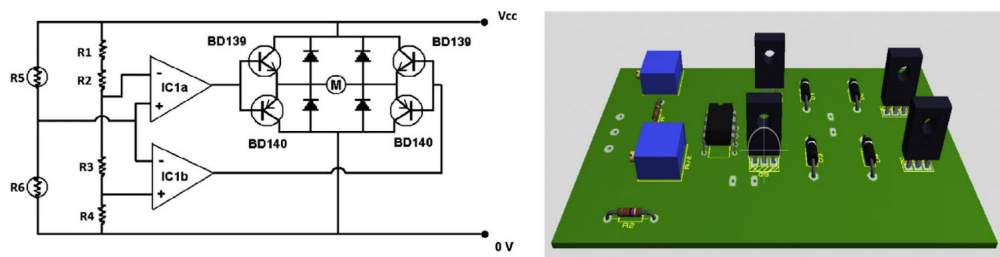 Vcc
BD139
BD139
R1
R2
R5
-
IC1a
+
M
BD140
BD140
R3
-
IC1b
+
R6
R4
0 V
R2